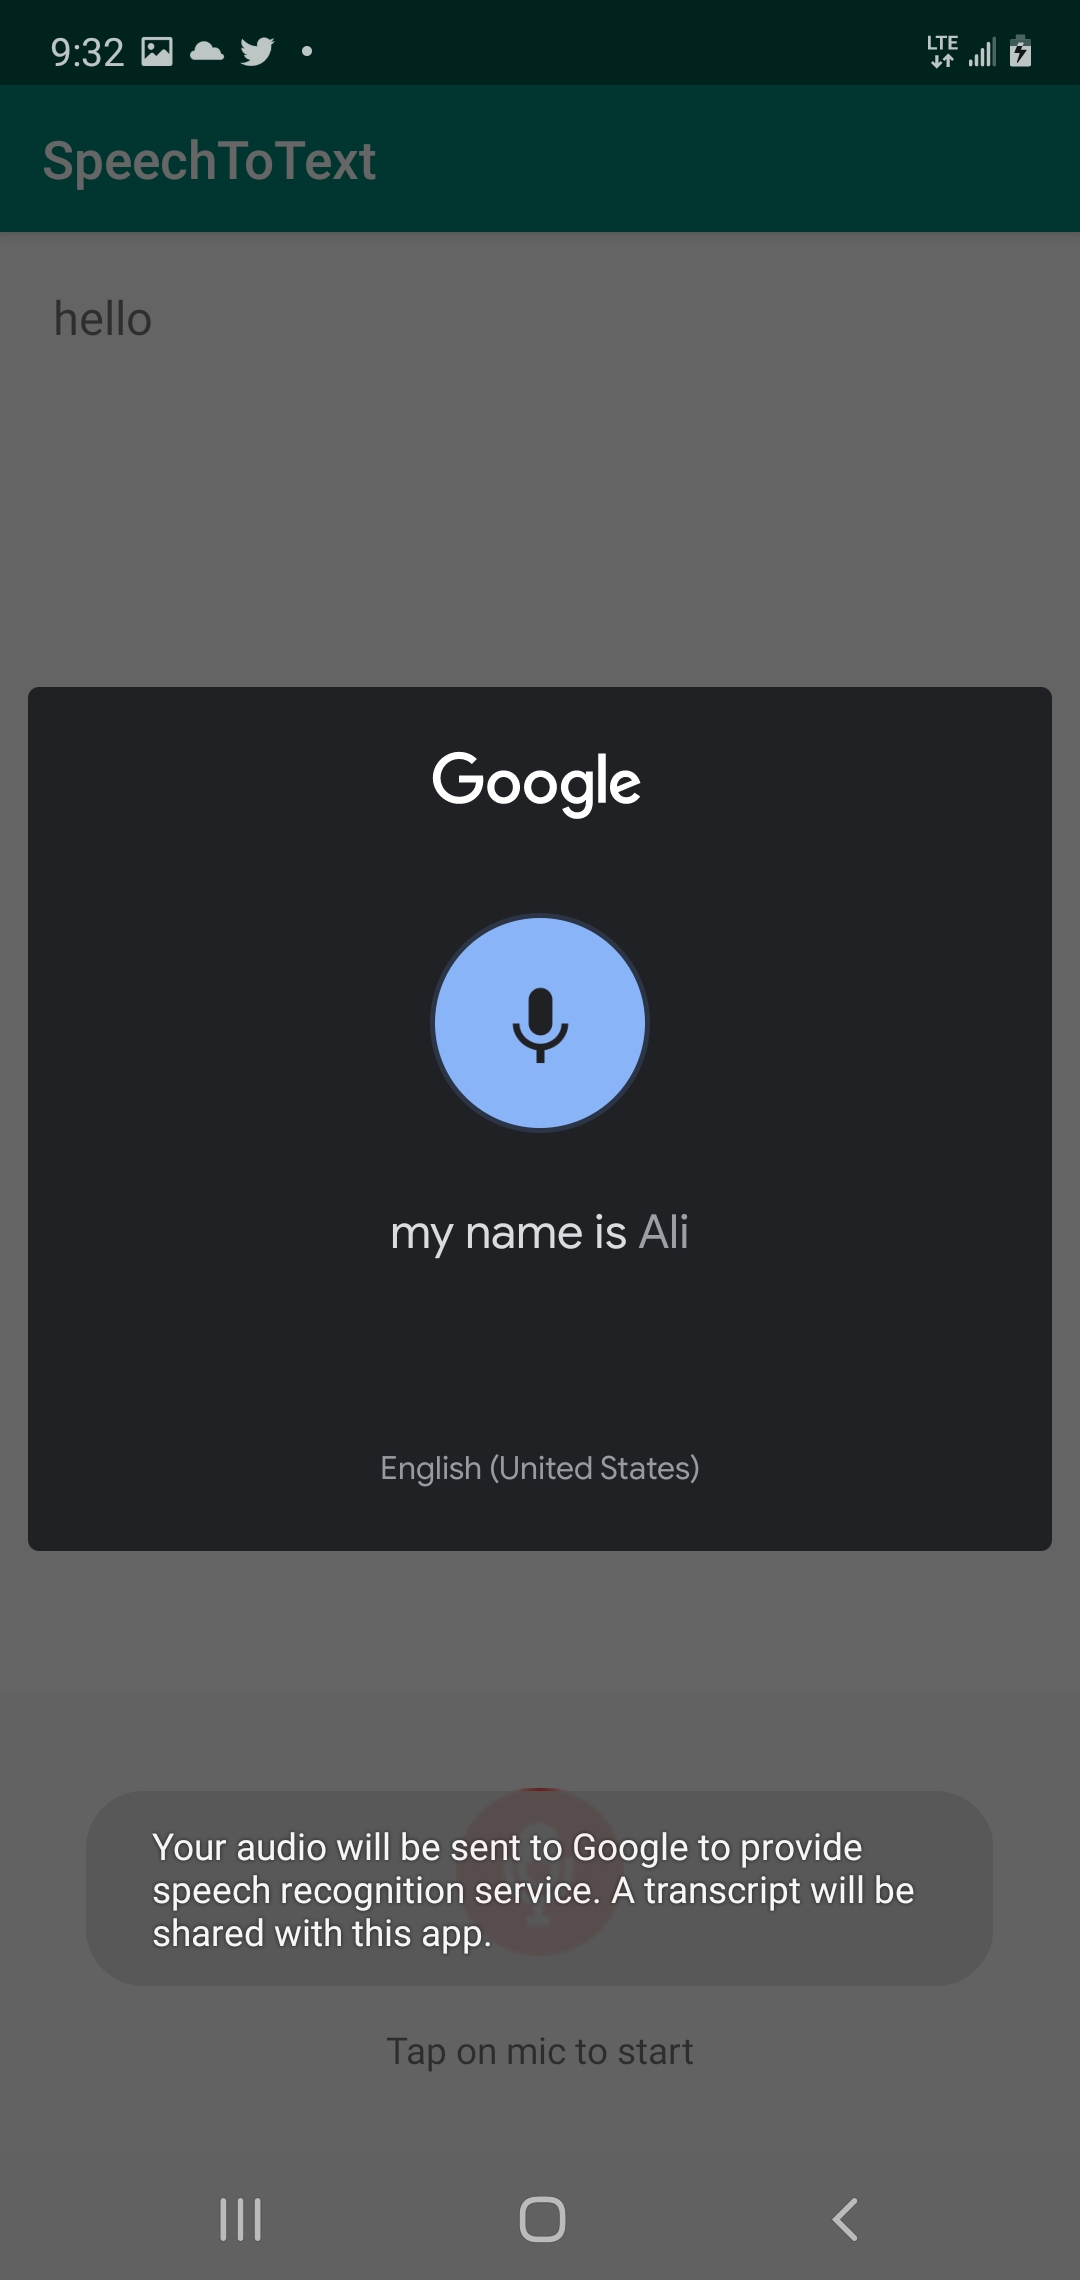 9:32
LTE
SpeechToText
hello
Google
my name is Ali
English (United States)
Your audio will be sent to Google to provide
speech recognition service. A transcript will be
shared with this app.
Tap on mic to start